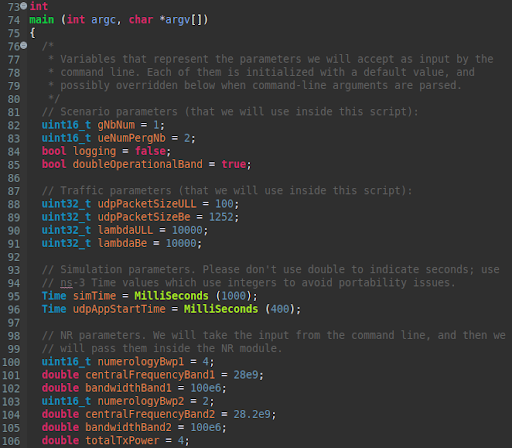 73 int
74 main (int argc, char *argv[])
75 {
76 /*
77 * Variables that represent the parameters we will accept as input by the
78 * command line. Each of them is initialized with a default value, and
79 * possibly overridden below when command-line arguments are parsed.
80 */
81 // Scenario parameters (that we will use inside this script):
82 uint16_t gNbNum = 1;
83 uint16_t ueNumPergNb = 2;
84 bool logging = false;
85 bool doubleOperationalBand = true;
86
87 // Traffic parameters (that we will use inside this script):
88 uint32_t udpPacketSizeULL = 100;
89 uint32_t udpPacketSizeBe = 1252;
90 uint32_t lambdaULL = 10000;
91 uint32_t lambdaBe = 10000;
92
93 // Simulation parameters. Please don't use double to indicate seconds; use
94 // ns-3 Time values which use integers to avoid portability issues.
95 Time simTime = MilliSeconds (1000);
96 Time udpAppStartTime = MilliSeconds (400);
97
98 // NR parameters. We will take the input from the command line, and then we
99 // will pass them inside the NR module.
100 uint16_t numerologyBwp1 = 4;
101 double centralFrequencyBand1 = 28e9;
102 double bandwidthBand1 = 100e6;
103 uint16_t numerologyBwp2 = 2;
104 double centralFrequencyBand2 = 28.2e9;
105 double bandwidthBand2 = 100e6;
106 double totalTxPower = 4;